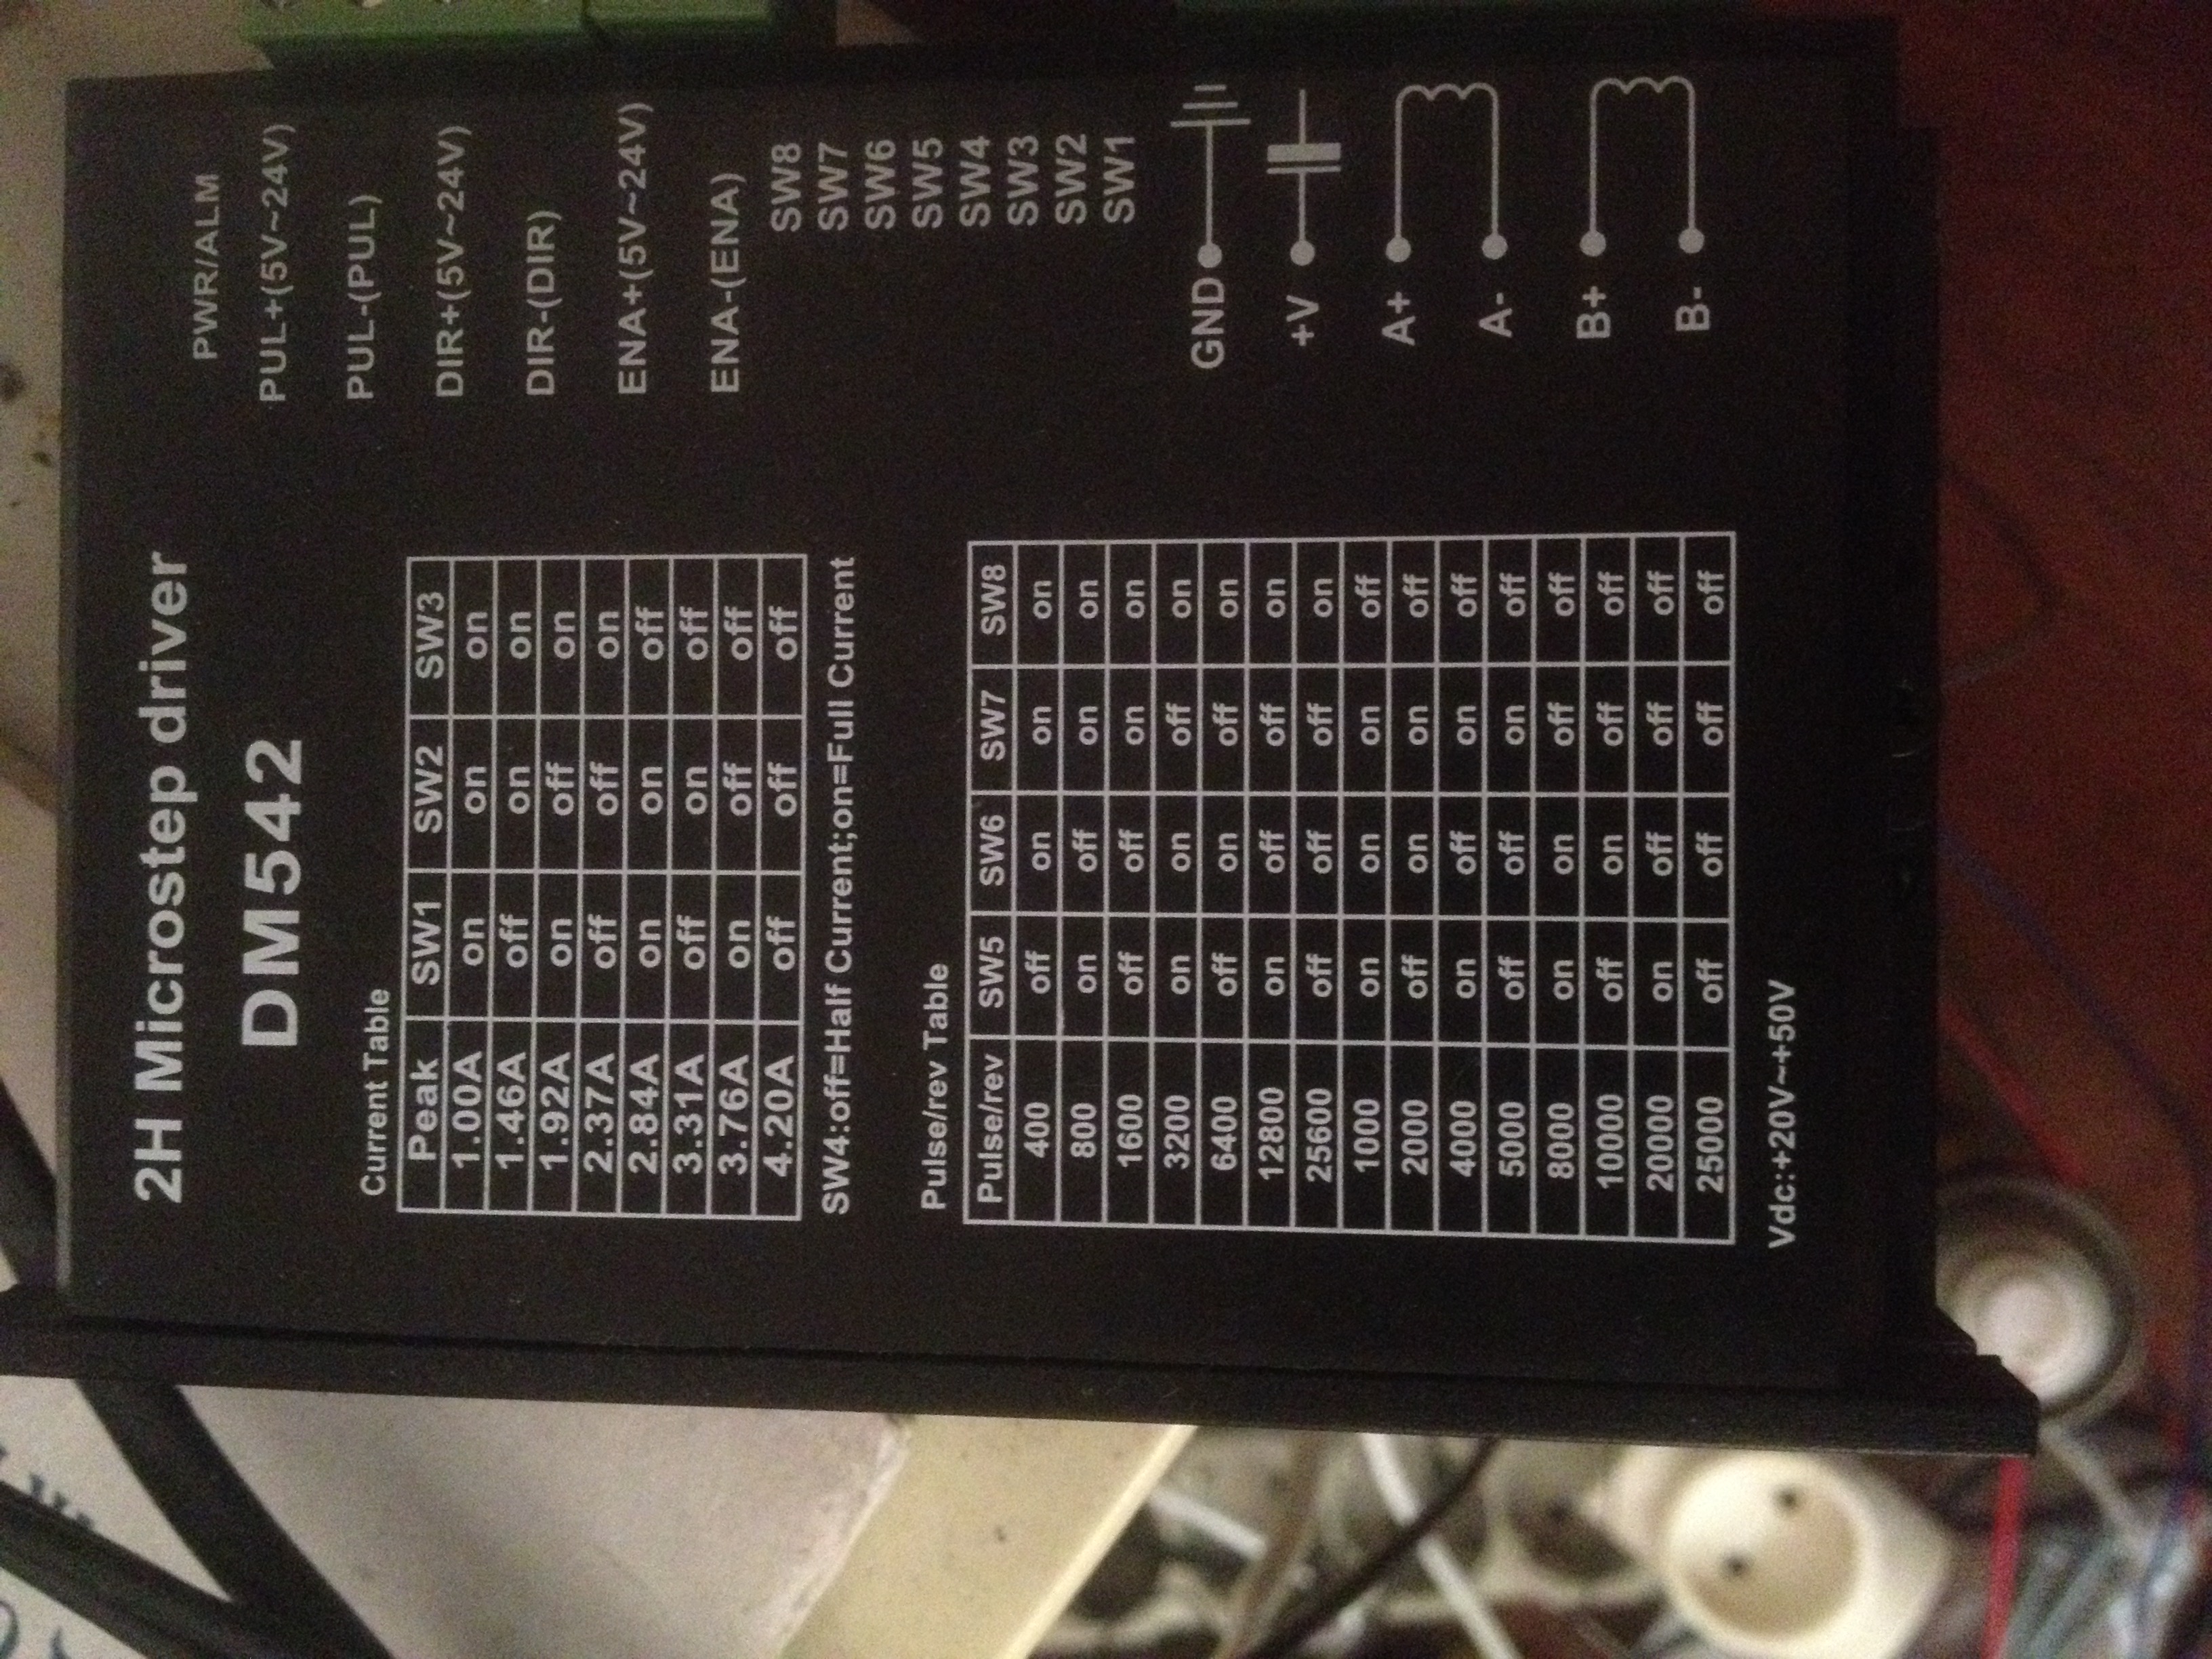 2H Microstep driver
DM542
Current Table
Peak SW1 SW2 SW3
1.00A on on on
1.46A off on on
1.92A on off on
2.37A off off on
2.84A on on off
3.31A off on off
3.76A on off off
4.20A off off off
SW4:off=Half Current;on=Full Current
Pulse/rev Table
Pulse/rev SW5 SW6 SW7 SW8
400 off on on on
800 on off on on
1600 off off on on
3200 on on off on
6400 off on off on
12800 on off off on
25600 off off off on
1000 on on on off
2000 off on on off
4000 on off on off
5000 off off on off
8000 on on off off
10000 off on off off
20000 on off off off
25000 off off off off
Vdc:+20V~+50V
PWR/ALM
PUL+(5V~24V)
PUL-(PUL)
DIR+(5V~24V)
DIR-(DIR)
ENA+(5V~24V)
ENA-(ENA)
SW8
SW7
SW6
SW5
SW4
SW3
SW2
SW1
GND
+V
A+
A-
B+
B-